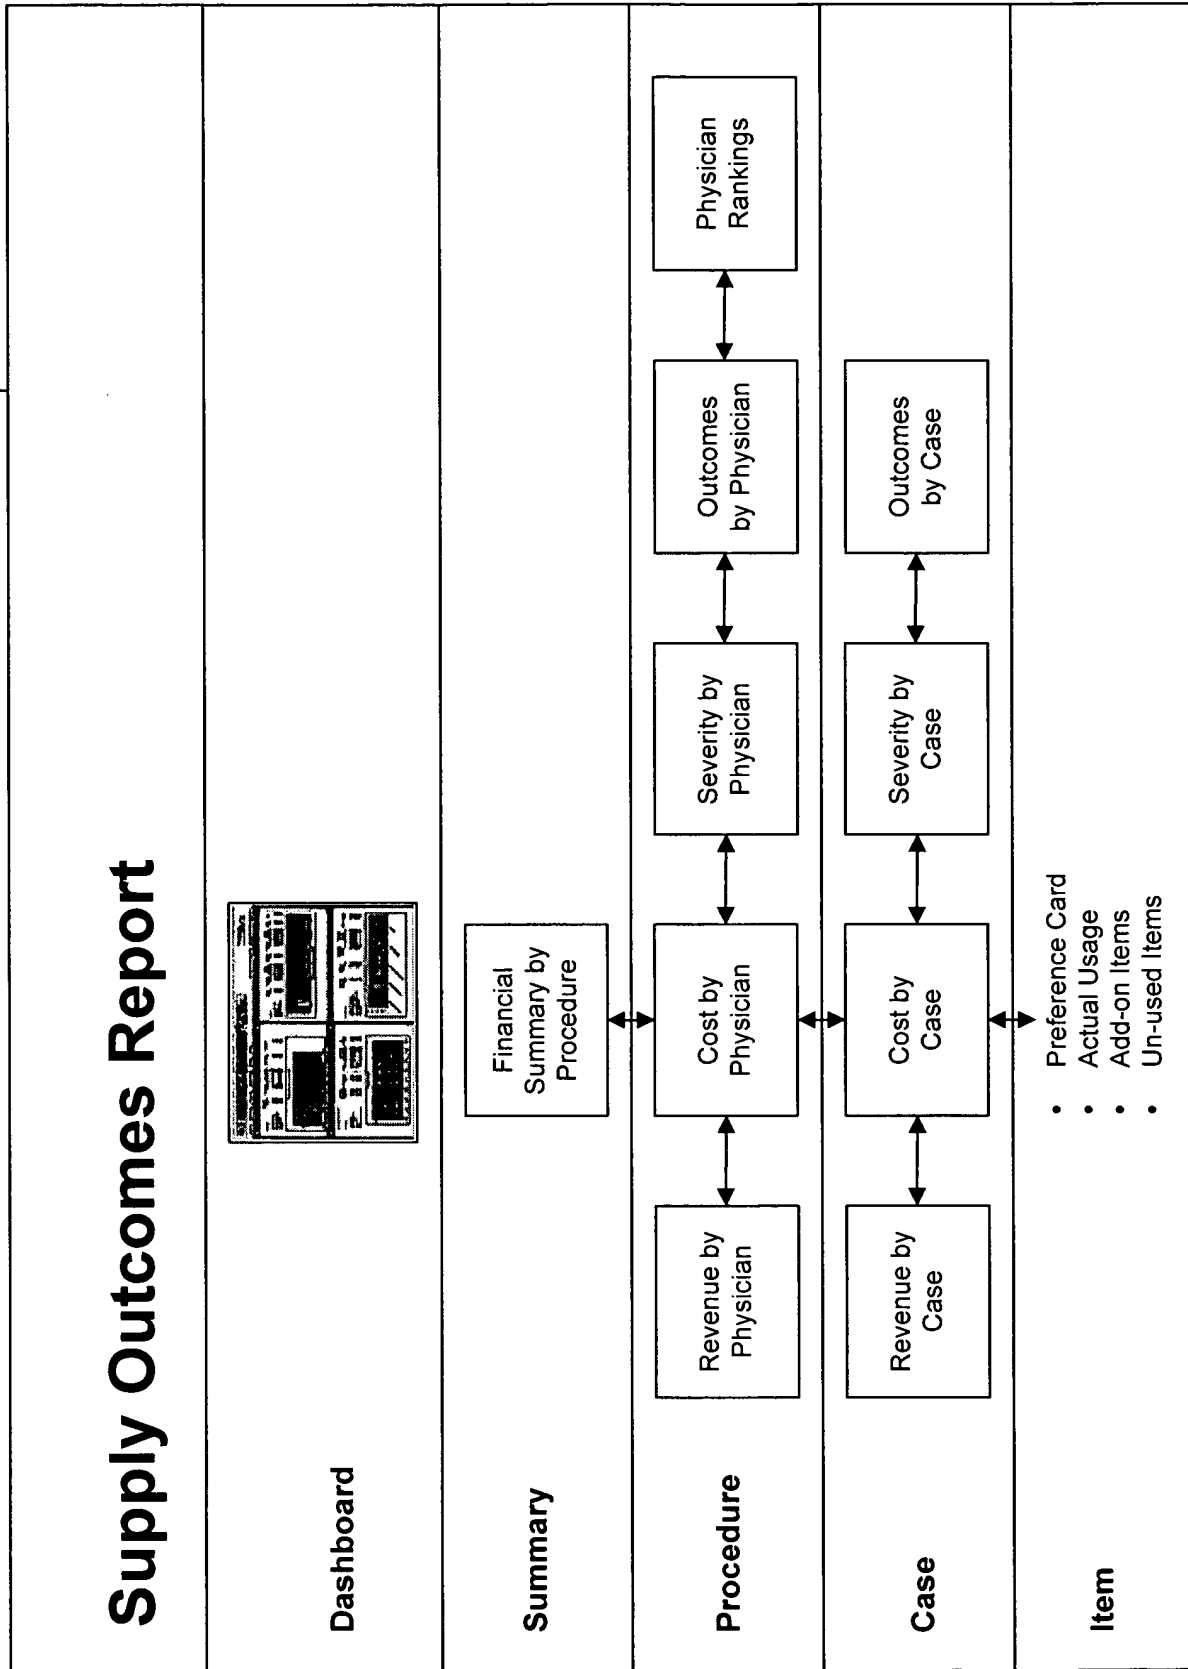 Supply Outcomes Report
Dashboard
Summary
Financial
Summary by
Procedure
Procedure
Revenue by
Physician
Cost by
Physician
Severity by
Physician
Outcomes
by Physician
Physician
Rankings
Case
Revenue by
Case
Cost by
Case
Severity by
Case
Outcomes
by Case
Item
• Preference Card
• Actual Usage
• Add-on Items
• Un-used Items